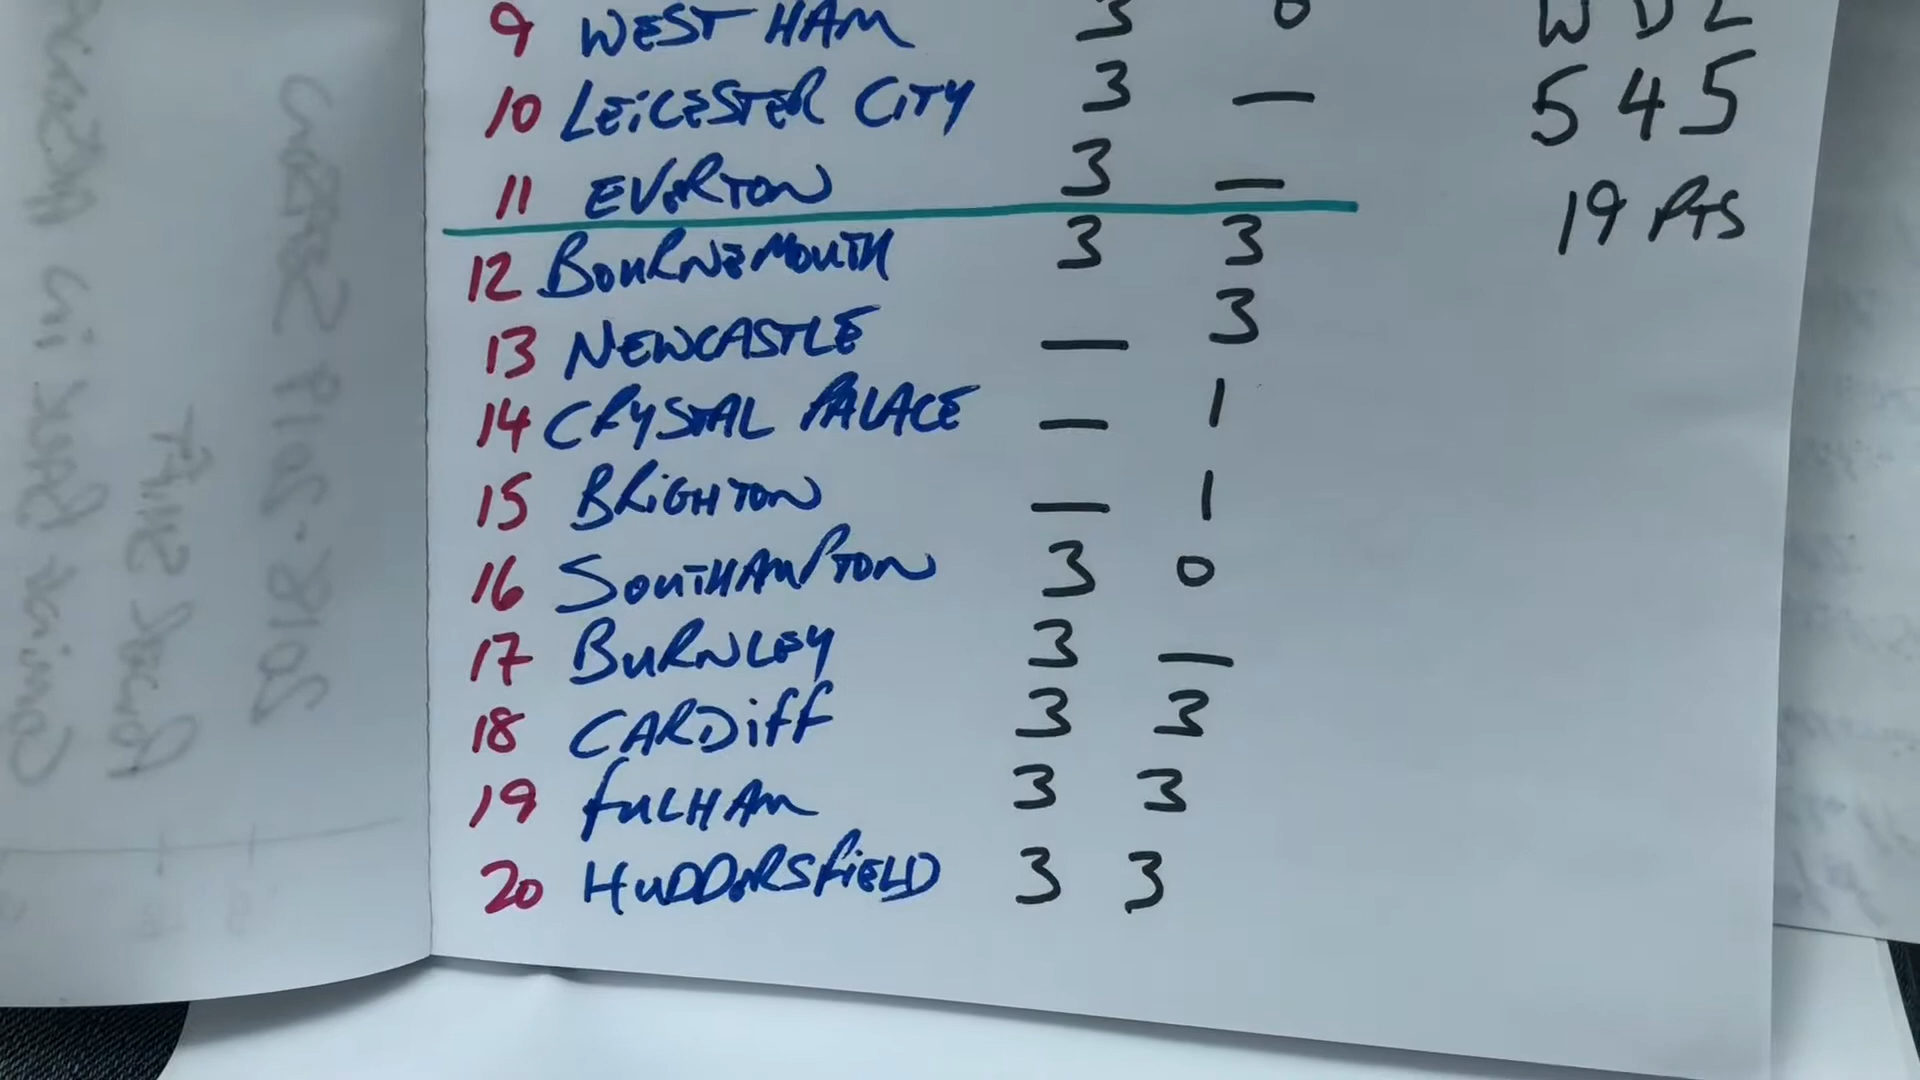 9 WEST HAM 3 0 W D L
10 LEICESTER CITY 3 — 5 4 5
11 EVERTON 3 — 19 PTS
12 BOURNEMOUTH 3 3
13 NEWCASTLE — 3
14 CRYSTAL PALACE — 1
15 BRIGHTON — 1
16 SOUTHAMPTON 3 0
17 BURNLEY 3 —
18 CARDIFF 3 3
19 FULHAM 3 3
20 HUDDERSFIELD 3 3